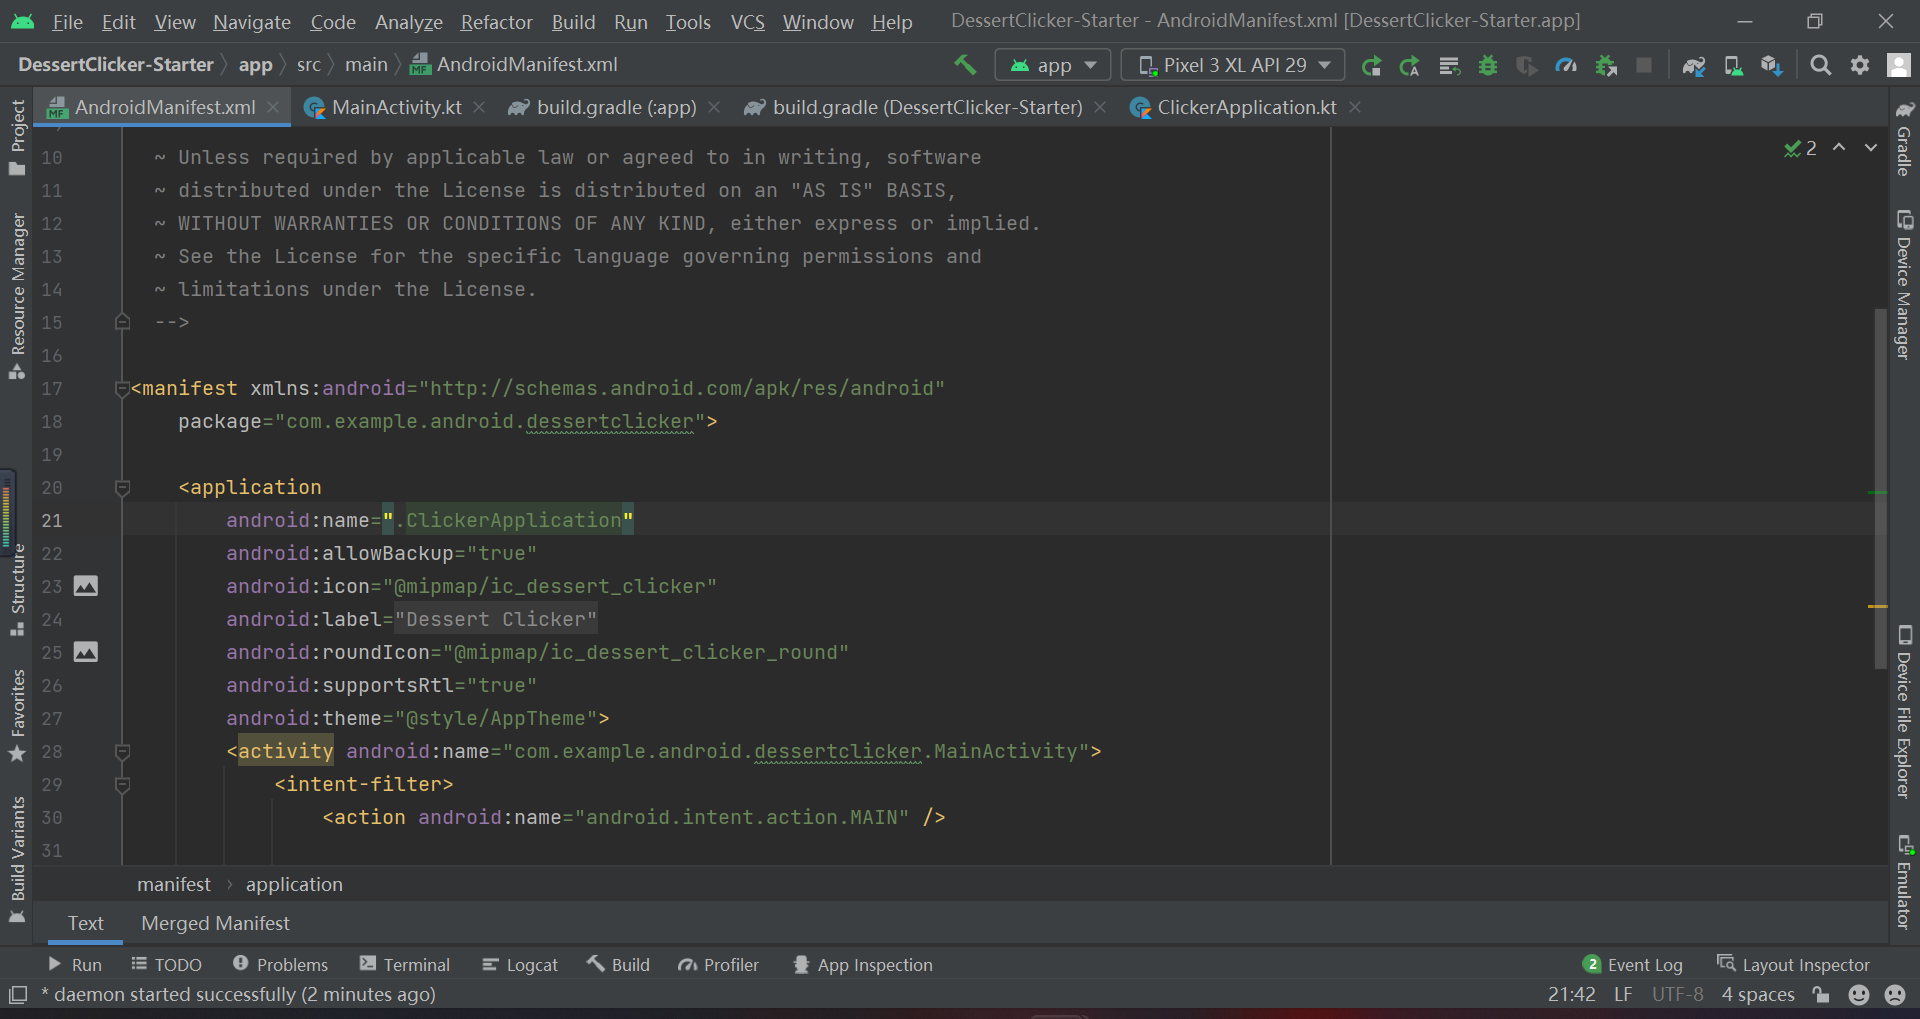 File Edit View Navigate Code Analyze Refactor Build Run Tools VCS Window Help DessertClicker-Starter - AndroidManifest.xml [DessertClicker-Starter.app]
DessertClicker-Starter app src main AndroidManifest.xml app Pixel 3 XL API 29
AndroidManifest.xml MainActivity.kt build.gradle (:app) build.gradle (DessertClicker-Starter) ClickerApplication.kt
2
10 ~ Unless required by applicable law or agreed to in writing, software
11 ~ distributed under the License is distributed on an "AS IS" BASIS,
12 ~ WITHOUT WARRANTIES OR CONDITIONS OF ANY KIND, either express or implied.
13 ~ See the License for the specific language governing permissions and
14 ~ limitations under the License.
15 -->
16
17 <manifest xmlns:android="http://schemas.android.com/apk/res/android"
18 package="com.example.android.dessertclicker">
19
20 <application
21 android:name=".ClickerApplication"
22 android:allowBackup="true"
23 android:icon="@mipmap/ic_dessert_clicker"
24 android:label="Dessert Clicker"
25 android:roundIcon="@mipmap/ic_dessert_clicker_round"
26 android:supportsRtl="true"
27 android:theme="@style/AppTheme">
28 <activity android:name="com.example.android.dessertclicker.MainActivity">
29 <intent-filter>
30 <action android:name="android.intent.action.MAIN" />
31
Project
Resource Manager
Structure
Favorites
Build Variants
Gradle
Device Manager
Device File Explorer
Emulator
manifest › application
Text Merged Manifest
Run TODO Problems Terminal Logcat Build Profiler App Inspection 2 Event Log Layout Inspector
* daemon started successfully (2 minutes ago) 21:42 LF UTF-8 4 spaces